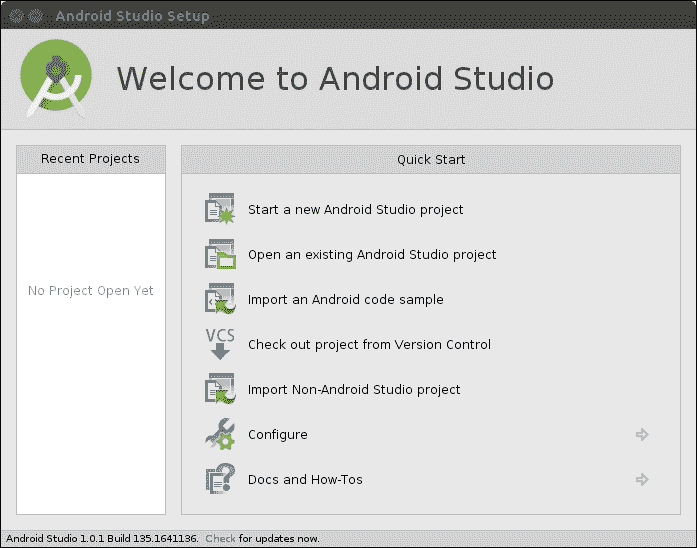 Android Studio Setup
Welcome to Android Studio
Recent Projects
No Project Open Yet
Quick Start
Start a new Android Studio project
Open an existing Android Studio project
Import an Android code sample
VCS
Check out project from Version Control
Import Non-Android Studio project
Configure
Docs and How-Tos
Android Studio 1.0.1 Build 135.1641136. Check for updates now.